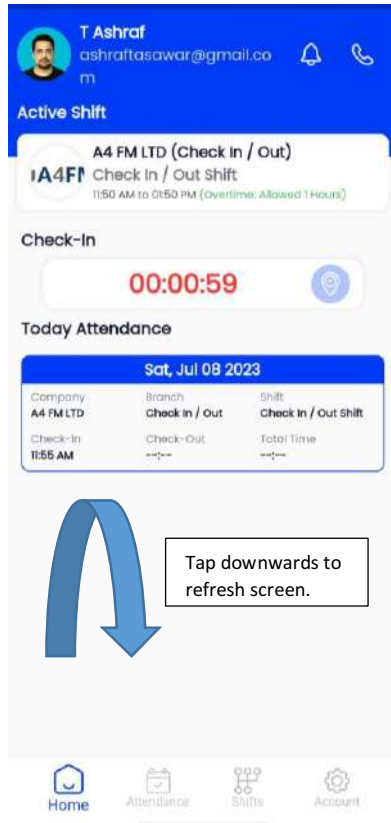 T Ashraf
ashraftasawar@gmail.co
m
Active Shift
A4 FM LTD (Check In / Out)
A4F
Check In / Out Shift
11:50 AM to 01:50 PM (Overtime: Allowed 1 Hours)
Check-In
00:00:59
Today Attendance
Sat, Jul 08 2023
Company Branch Shift
A4 FM LTD Check In / Out Check In / Out Shift
Check-In Check-Out Total Time
11:55 AM --:-- --:--
Tap downwards to
refresh screen.
Home Attendance Shifts Account